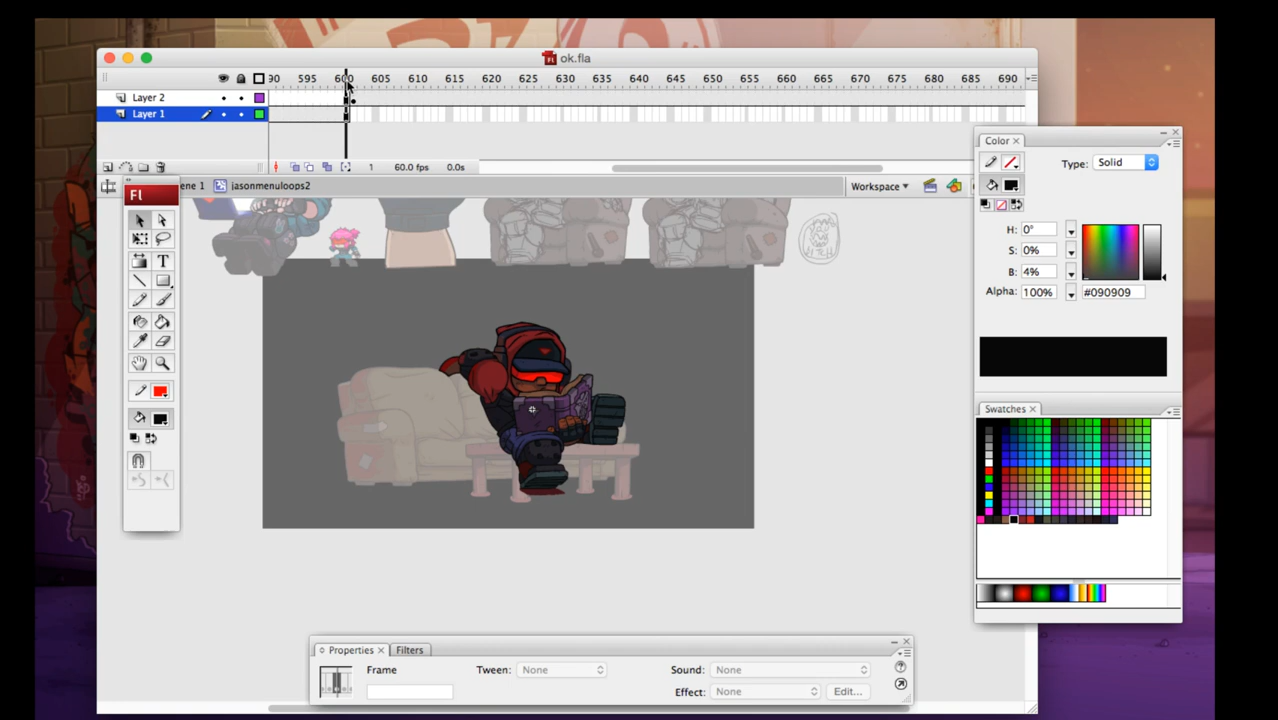 ok.fla
90 595 600 605 610 615 620 625 630 635 640 645 650 655 660 665 670 675 680 685 690
Layer 2
Layer 1
1 60.0 fps 0.0s
ene 1 jasonmenuloops2 Workspace
Fl
T
Color
Type: Solid
H: 0°
S: 0%
B: 4%
Alpha: 100% #090909
Swatches
Properties Filters
Frame Tween: None Sound: None
Effect: None Edit...